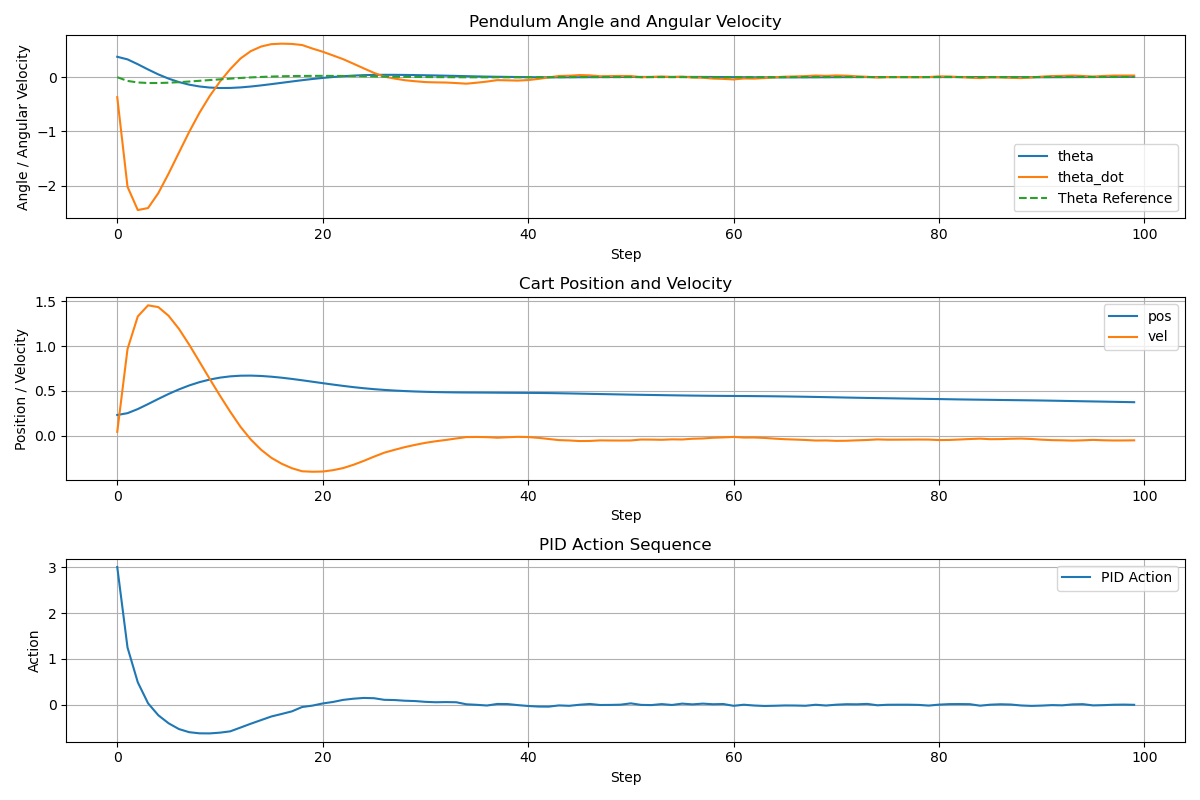 Pendulum Angle and Angular Velocity
Angle / Angular Velocity
0
−1
−2
theta
theta_dot
Theta Reference
0 20 40 60 80 100
Step
Cart Position and Velocity
Position / Velocity
1.5
1.0
0.5
0.0
pos
vel
0 20 40 60 80 100
Step
PID Action Sequence
Action
3
2
1
0
PID Action
0 20 40 60 80 100
Step